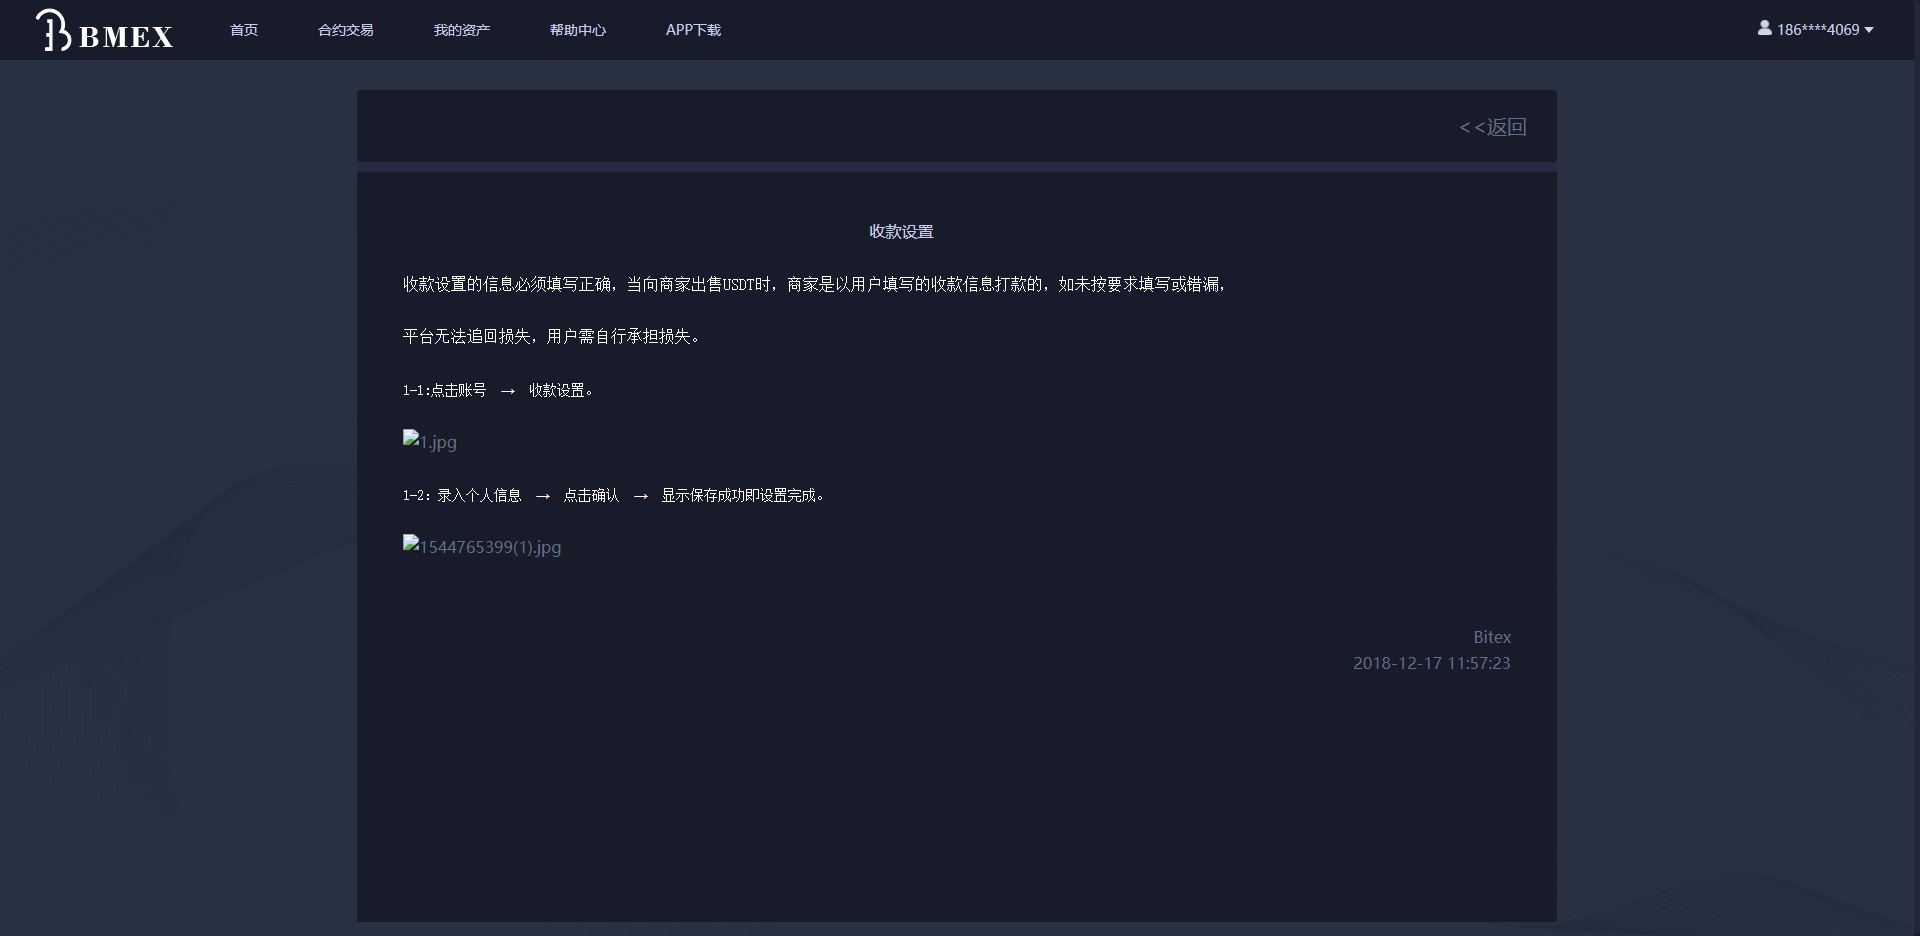 BMEX
首页
合约交易
我的资产
帮助中心
APP下载
186****4069
<<返回
收款设置
收款设置的信息必须填写正确，当向商家出售USDT时，商家是以用户填写的收款信息打款的，如未按要求填写或错漏，
平台无法追回损失，用户需自行承担损失。
1-1:点击账号 → 收款设置。
1.jpg
1-2: 录入个人信息 → 点击确认 → 显示保存成功即设置完成。
1544765399(1).jpg
Bitex
2018-12-17 11:57:23